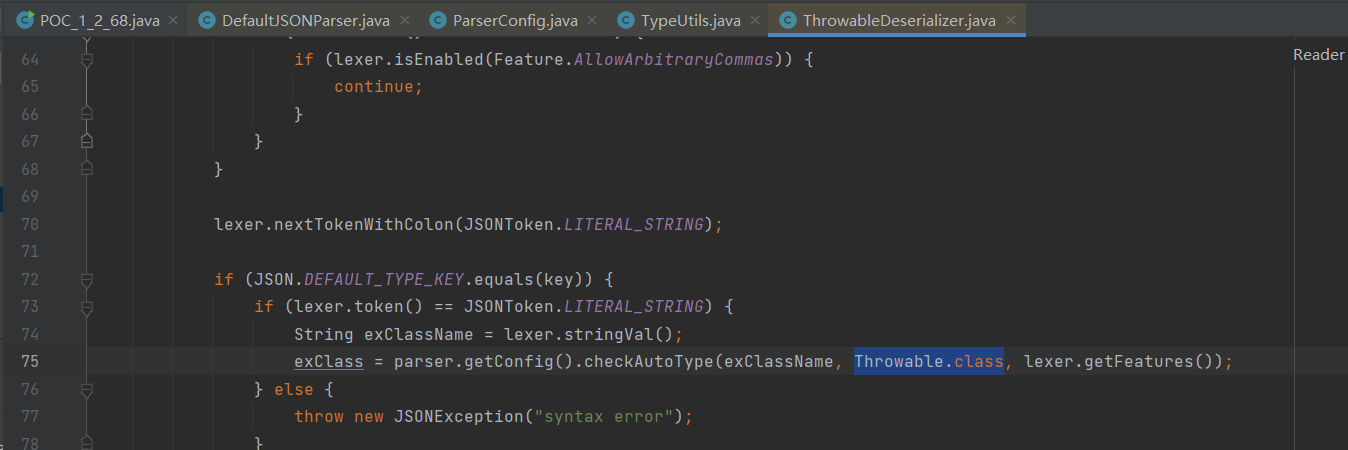 POC_1_2_68.java DefaultJSONParser.java ParserConfig.java TypeUtils.java ThrowableDeserializer.java
Reader
64 if (lexer.isEnabled(Feature.AllowArbitraryCommas)) {
65 continue;
66 }
67 }
68 }
69
70 lexer.nextTokenWithColon(JSONToken.LITERAL_STRING);
71
72 if (JSON.DEFAULT_TYPE_KEY.equals(key)) {
73 if (lexer.token() == JSONToken.LITERAL_STRING) {
74 String exClassName = lexer.stringVal();
75 exClass = parser.getConfig().checkAutoType(exClassName, Throwable.class, lexer.getFeatures());
76 } else {
77 throw new JSONException("syntax error");
78 }